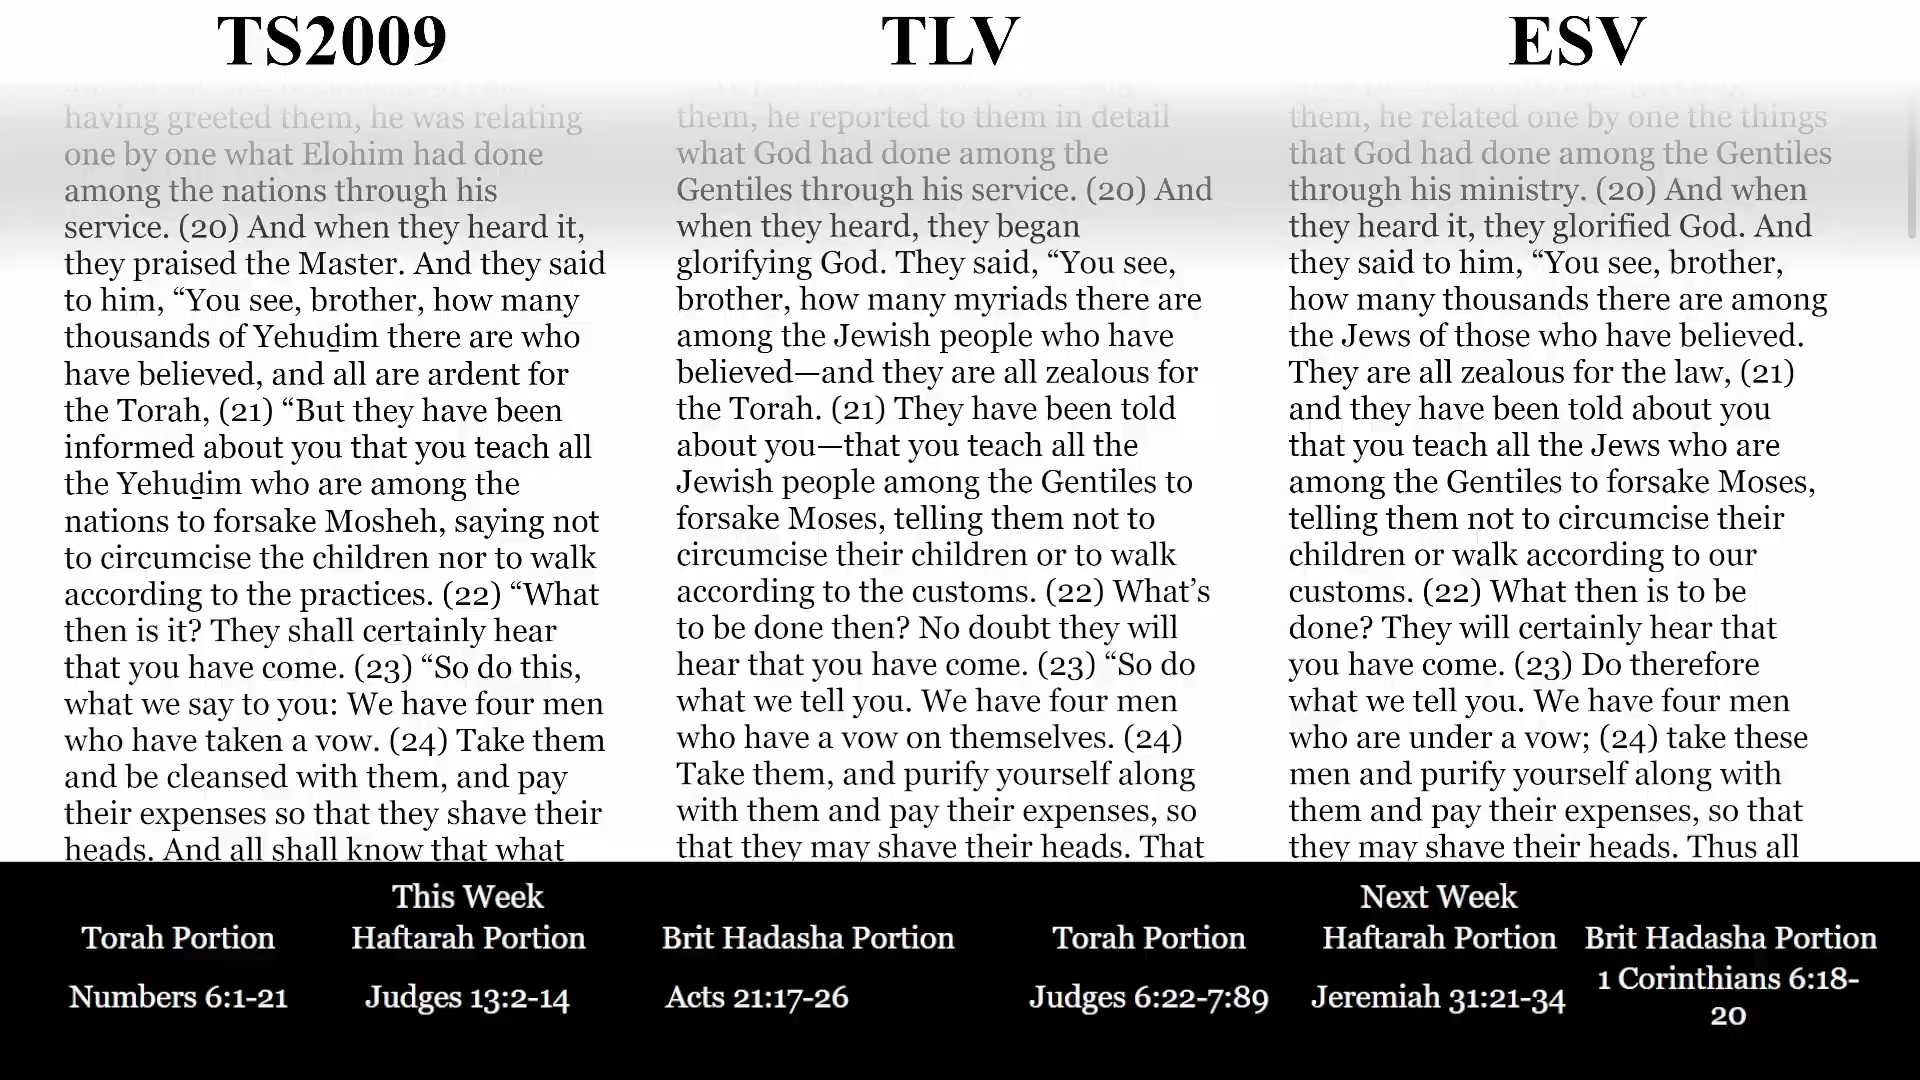 TS2009
having greeted them, he was relating
one by one what Elohim had done
among the nations through his
service. (20) And when they heard it,
they praised the Master. And they said
to him, “You see, brother, how many
thousands of Yehuḏim there are who
have believed, and all are ardent for
the Torah, (21) “But they have been
informed about you that you teach all
the Yehuḏim who are among the
nations to forsake Mosheh, saying not
to circumcise the children nor to walk
according to the practices. (22) “What
then is it? They shall certainly hear
that you have come. (23) “So do this,
what we say to you: We have four men
who have taken a vow. (24) Take them
and be cleansed with them, and pay
their expenses so that they shave their
heads. And all shall know that what
TLV
them, he reported to them in detail
what God had done among the
Gentiles through his service. (20) And
when they heard, they began
glorifying God. They said, “You see,
brother, how many myriads there are
among the Jewish people who have
believed—and they are all zealous for
the Torah. (21) They have been told
about you—that you teach all the
Jewish people among the Gentiles to
forsake Moses, telling them not to
circumcise their children or to walk
according to the customs. (22) What’s
to be done then? No doubt they will
hear that you have come. (23) “So do
what we tell you. We have four men
who have a vow on themselves. (24)
Take them, and purify yourself along
with them and pay their expenses, so
that they may shave their heads. That
ESV
them, he related one by one the things
that God had done among the Gentiles
through his ministry. (20) And when
they heard it, they glorified God. And
they said to him, “You see, brother,
how many thousands there are among
the Jews of those who have believed.
They are all zealous for the law, (21)
and they have been told about you
that you teach all the Jews who are
among the Gentiles to forsake Moses,
telling them not to circumcise their
children or walk according to our
customs. (22) What then is to be
done? They will certainly hear that
you have come. (23) Do therefore
what we tell you. We have four men
who are under a vow; (24) take these
men and purify yourself along with
them and pay their expenses, so that
they may shave their heads. Thus all
This Week
Torah Portion Haftarah Portion Brit Hadasha Portion
Numbers 6:1-21 Judges 13:2-14 Acts 21:17-26
Next Week
Torah Portion Haftarah Portion Brit Hadasha Portion
Judges 6:22-7:89 Jeremiah 31:21-34 1 Corinthians 6:18-
20